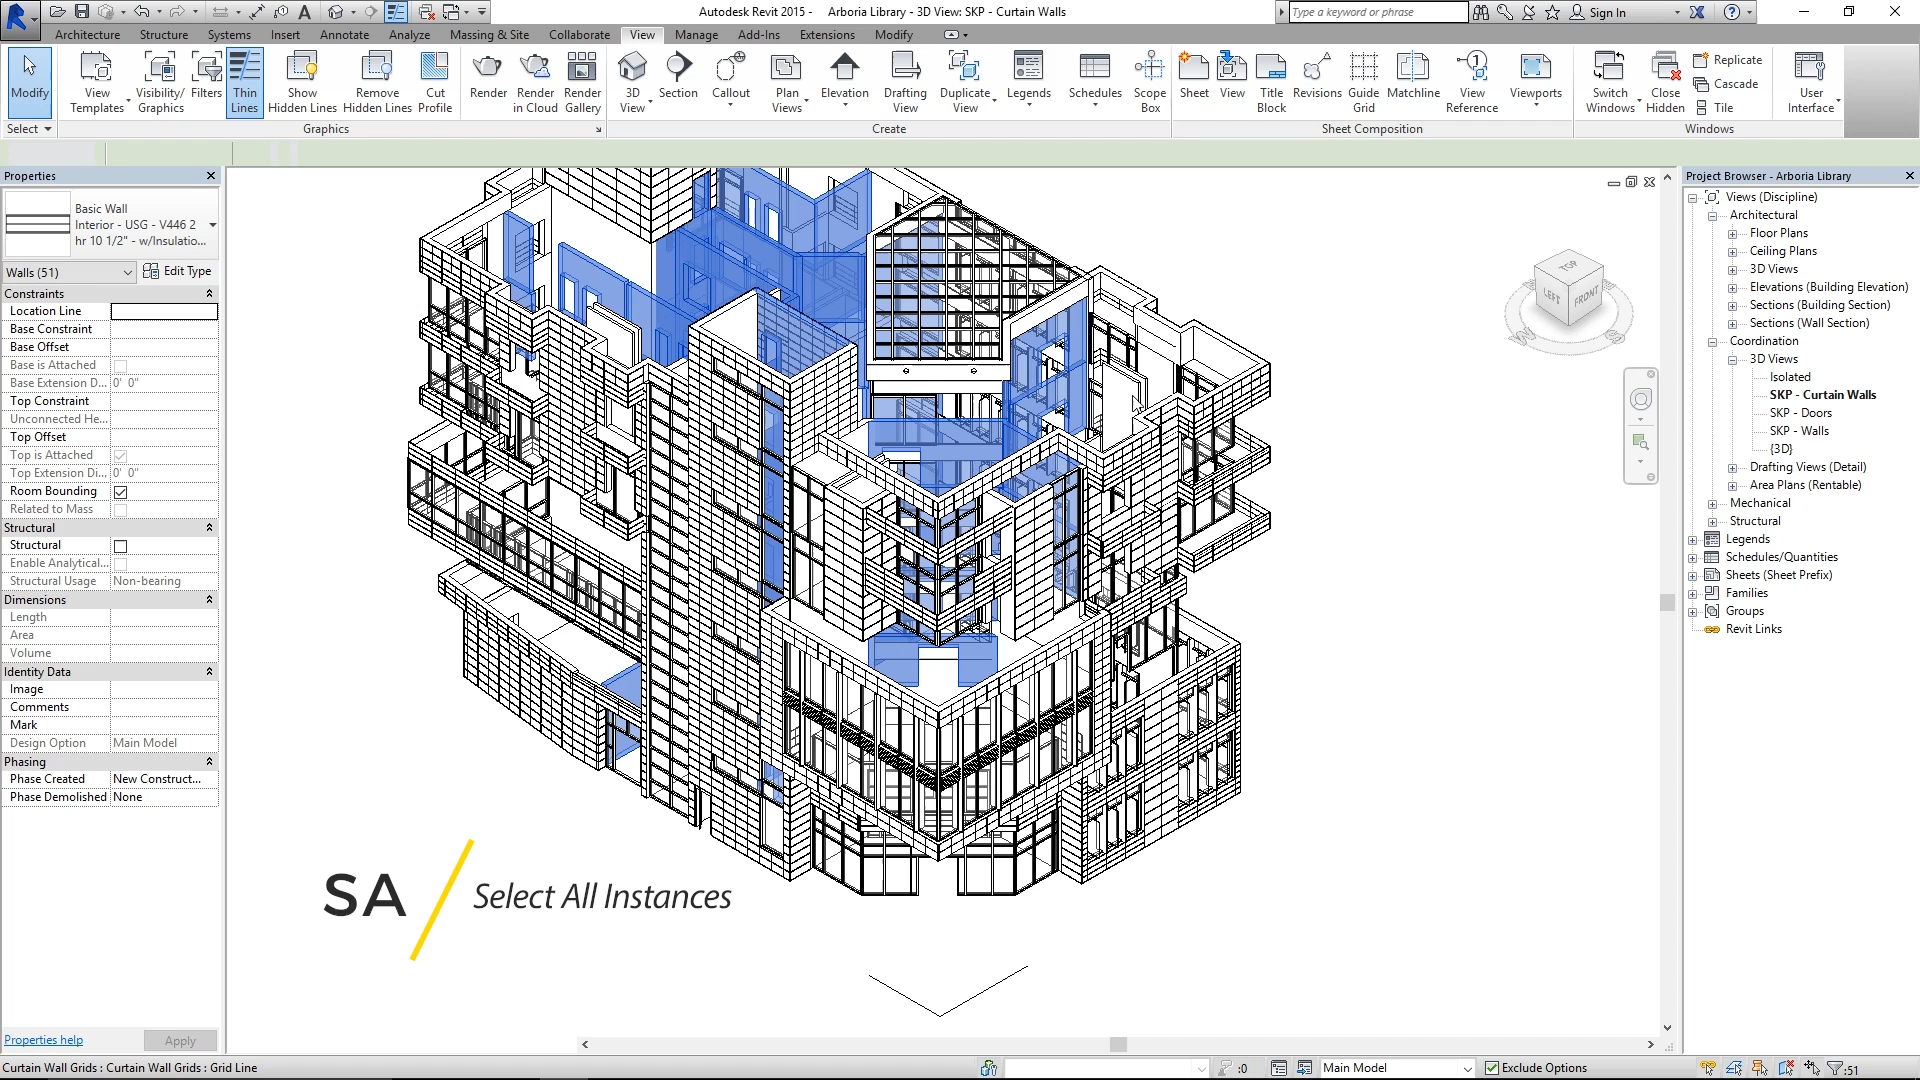 Autodesk Revit 2015 - Arboria Library - 3D View: SKP - Curtain Walls
Type a keyword or phrase
Sign In
Architecture Structure Systems Insert Annotate Analyze Massing & Site Collaborate View Manage Add-Ins Extensions Modify
Modify
View Templates
Visibility/ Graphics
Filters
Thin Lines
Show Hidden Lines
Remove Hidden Lines
Cut Profile
Render
Render in Cloud
Render Gallery
3D View
Section
Callout
Plan Views
Elevation
Drafting View
Duplicate View
Legends
Schedules
Scope Box
Sheet
View
Title Block
Revisions
Guide Grid
Matchline
View Reference
Viewports
Switch Windows
Close Hidden
Replicate
Cascade
Tile
User Interface
Select
Graphics
Create
Sheet Composition
Windows
Properties
Basic Wall
Interior - USG - V446 2
hr 10 1/2" - w/Insulatio...
Walls (51)
Edit Type
Constraints
Location Line
Base Constraint
Base Offset
Base is Attached
Base Extension D... 0' 0"
Top Constraint
Unconnected He...
Top Offset
Top is Attached
Top Extension Di... 0' 0"
Room Bounding
Related to Mass
Structural
Structural
Enable Analytical...
Structural Usage Non-bearing
Dimensions
Length
Area
Volume
Identity Data
Image
Comments
Mark
Design Option Main Model
Phasing
Phase Created New Construct...
Phase Demolished None
Properties help
Apply
TOP
LEFT
FRONT
SA
Select All Instances
Project Browser - Arboria Library
Views (Discipline)
Architectural
Floor Plans
Ceiling Plans
3D Views
Elevations (Building Elevation)
Sections (Building Section)
Sections (Wall Section)
Coordination
3D Views
Isolated
SKP - Curtain Walls
SKP - Doors
SKP - Walls
{3D}
Drafting Views (Detail)
Area Plans (Rentable)
Mechanical
Structural
Legends
Schedules/Quantities
Sheets (Sheet Prefix)
Families
Groups
Revit Links
Curtain Wall Grids : Curtain Wall Grids : Grid Line
:0
Main Model
Exclude Options
:51